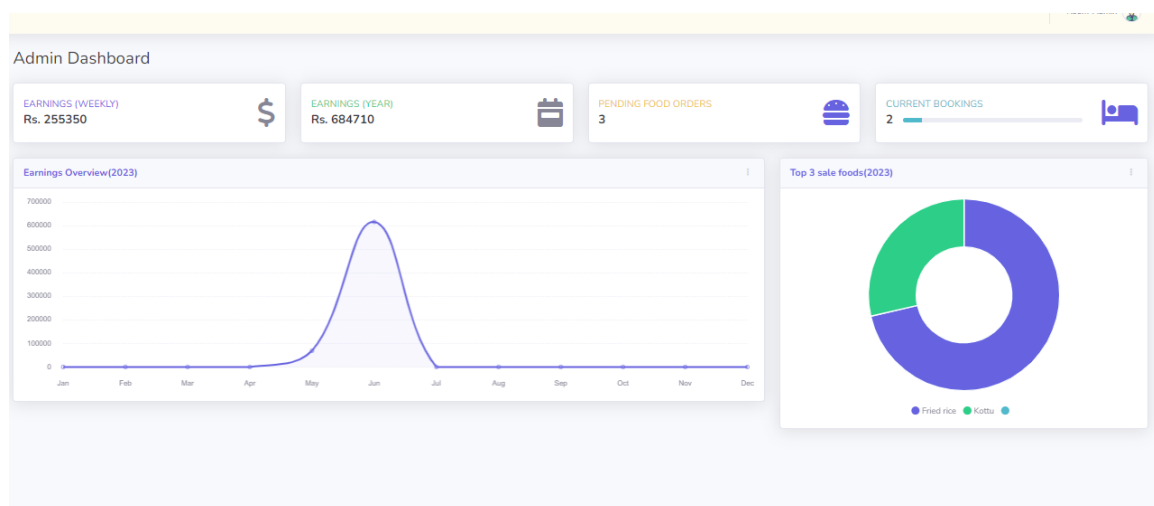 Admin Dashboard
EARNINGS (WEEKLY)
Rs. 255350
EARNINGS (YEAR)
Rs. 684710
PENDING FOOD ORDERS
3
CURRENT BOOKINGS
2
Earnings Overview(2023)
700000
600000
500000
400000
300000
200000
100000
0
Jan Feb Mar Apr May Jun Jul Aug Sep Oct Nov Dec
Top 3 sale foods(2023)
Fried rice Kottu